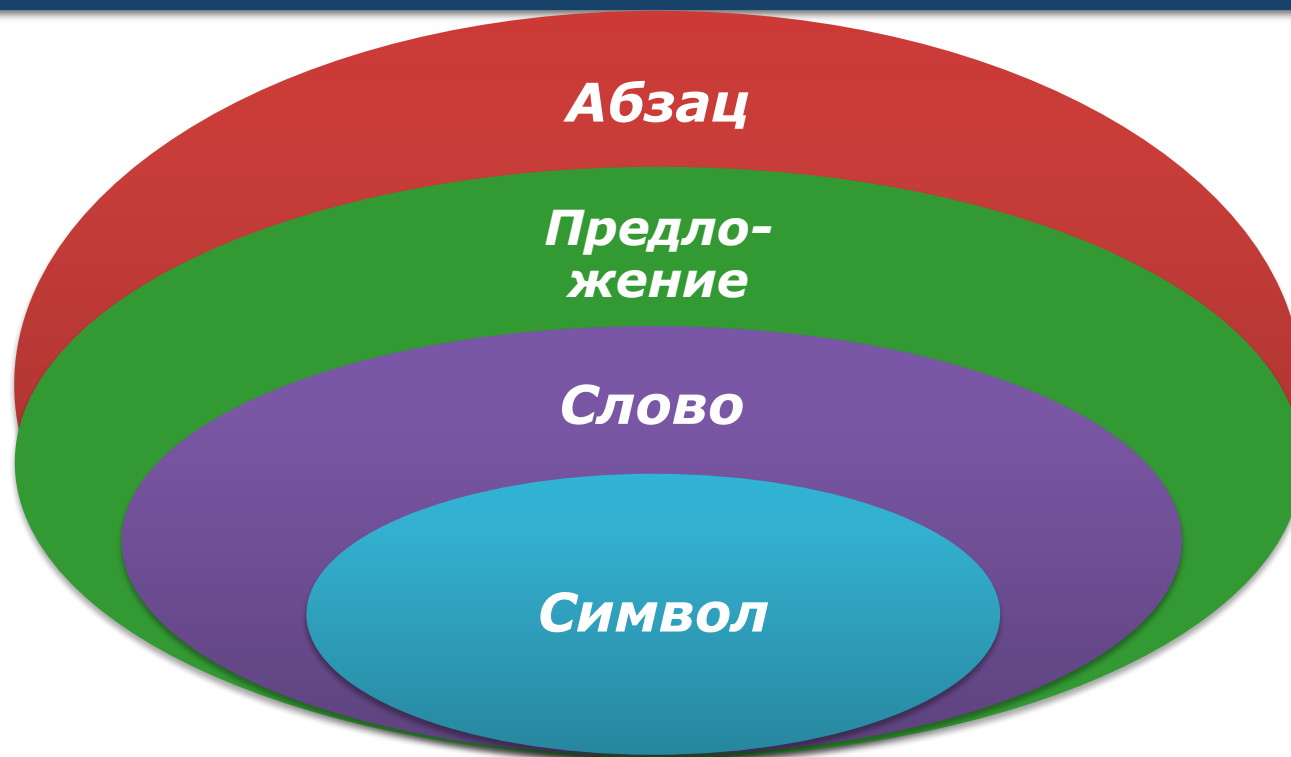 Абзац
Предло-
жение
Слово
Символ